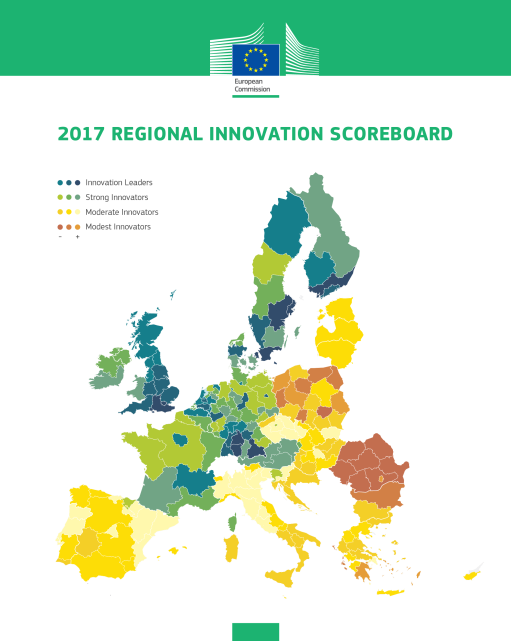 European
Commission
2017 REGIONAL INNOVATION SCOREBOARD
Innovation Leaders
Strong Innovators
Moderate Innovators
Modest Innovators
- +